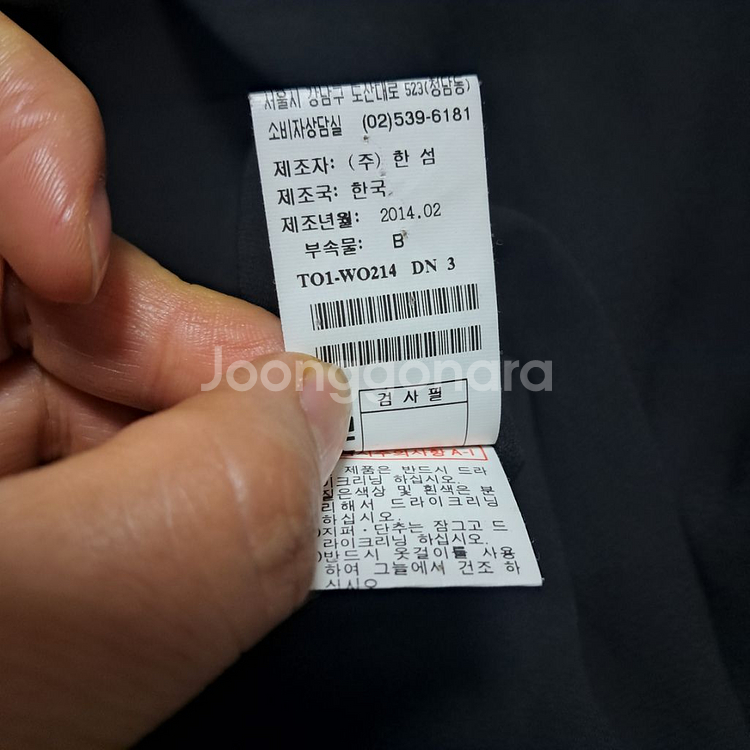 서울시 강남구 도산대로 523(청담동)
소비자상담실 (02)539-6181
제조자: (주) 한 섬
제조국: 한국
제조년월: 2014.02
부속물: B
TO1-WO214 DN 3
Joonggonara
검 사 필
A-1
제품은 반드시 드라
이크리닝 하십시오.
짙은색상 및 흰색은 분
리해서 드라이크리닝
하십시오.
)지퍼·단추는 잠그고 드
라이크리닝 하십시오.
)반드시 옷걸이를 사용
하여 그늘에서 건조 하
십시오